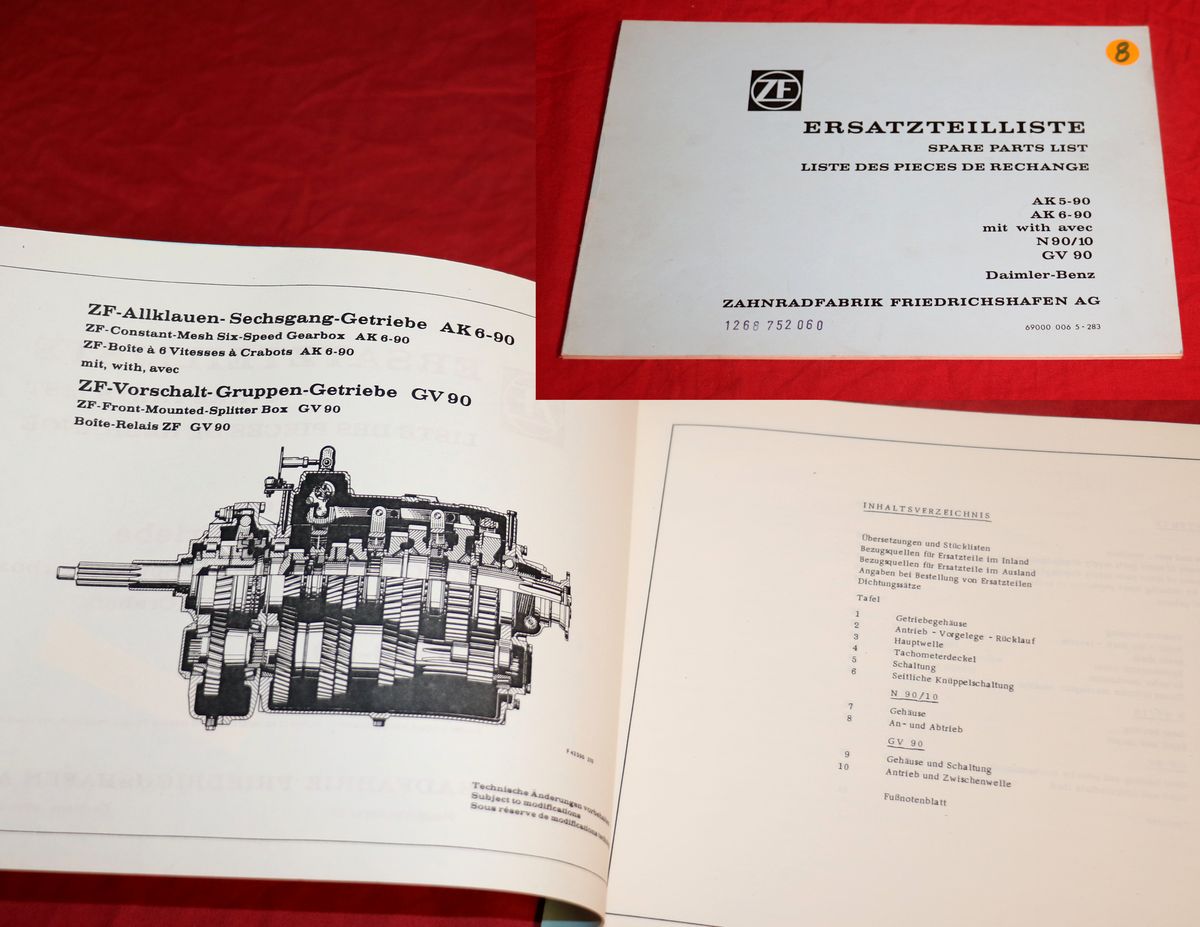 8
ZF
ERSATZTEILLISTE
SPARE PARTS LIST
LISTE DES PIECES DE RECHANGE
AK 5-90
AK 6-90
mit with avec
N 90/10
GV 90
Daimler-Benz
ZAHNRADFABRIK FRIEDRICHSHAFEN AG
1268 752 060
69000 006 5 - 283
ZF-Allklauen-Sechsgang-Getriebe AK 6-90
ZF-Constant-Mesh Six-Speed Gearbox AK 6-90
ZF-Boîte à 6 Vitesses à Crabots AK 6-90
mit, with, avec
ZF-Vorschalt-Gruppen-Getriebe GV 90
ZF-Front-Mounted-Splitter Box GV 90
Boîte-Relais ZF GV 90
Technische Änderungen
Subject to modifications
Sous réserve de modifications
INHALTSVERZEICHNIS
Übersetzungen und Stücklisten
Bezugsquellen für Ersatzteile im Inland
Bezugsquellen für Ersatzteile im Ausland
Angaben bei Bestellung von Ersatzteilen
Dichtungssätze
Tafel
1 Getriebegehäuse
2 Antrieb - Vorgelege - Rücklauf
3 Hauptwelle
4 Tachometerdeckel
5 Schaltung
6 Seitliche Knüppelschaltung
N 90/10
7 Gehäuse
8 An- und Abtrieb
GV 90
9 Gehäuse und Schaltung
10 Antrieb und Zwischenwelle
Fußnotenblatt